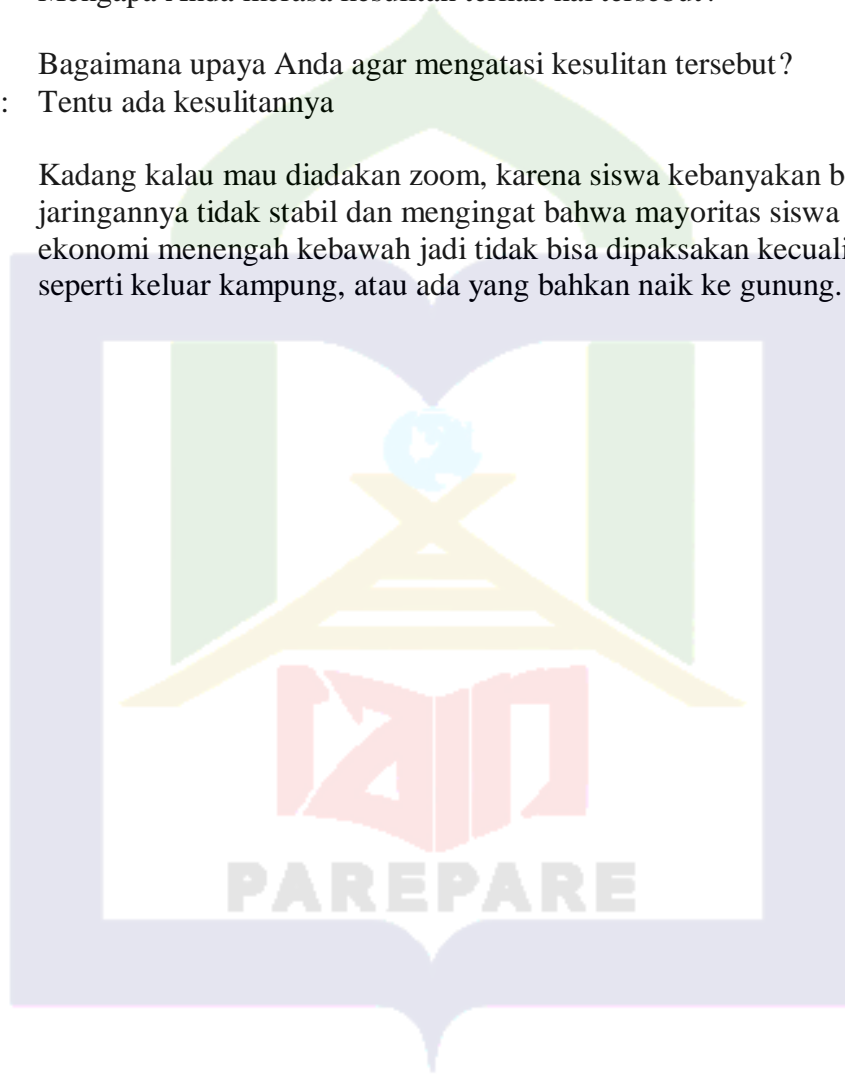 Bagaimana upaya Anda agar mengatasi kesulitan tersebut?
: Tentu ada kesulitannya
Kadang kalau mau diadakan zoom, karena siswa kebanyakan
jaringannya tidak stabil dan mengingat bahwa mayoritas siswa
ekonomi menengah kebawah jadi tidak bisa dipaksakan kecuali
seperti keluar kampung, atau ada yang bahkan naik ke gunung.
iain
PAREPARE